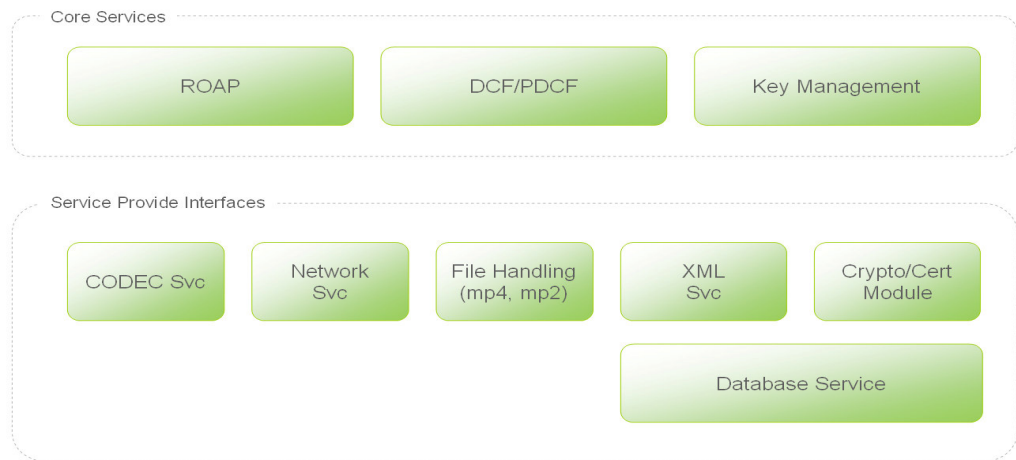 Core Services
ROAP
DCF/PDCF
Key Management
Service Provide Interfaces
CODEC Svc
Network
Svc
File Handling
(mp4, mp2)
XML
Svc
Crypto/Cert
Module
Database Service